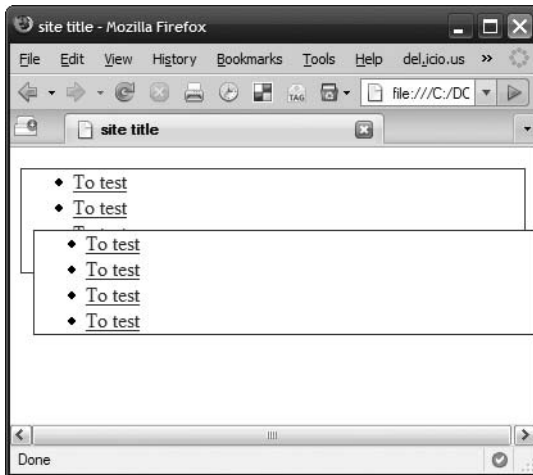 site title - Mozilla Firefox
File Edit View History Bookmarks Tools Help del.icio.us »
TAG file:///C:/DC
site title
To test
To test
To test
To test
To test
To test
Done